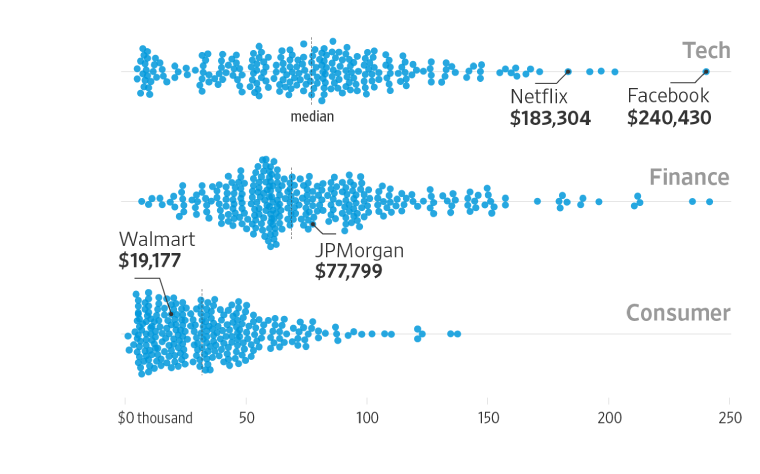 Tech
Netflix
$183,304
Facebook
$240,430
median
Finance
Walmart
$19,177
JPMorgan
$77,799
Consumer
$0 thousand 50 100 150 200 250